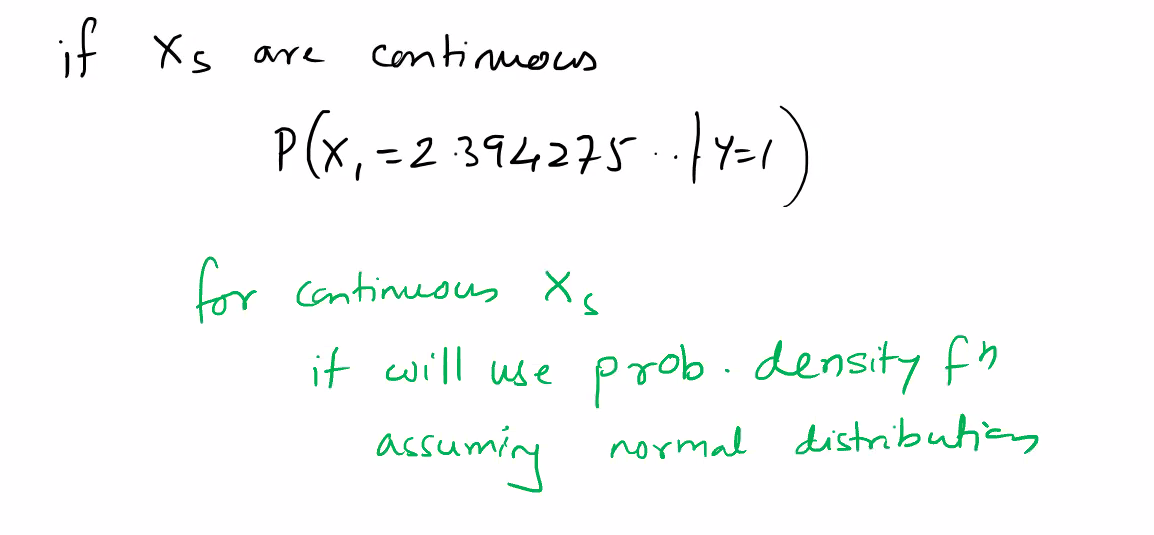 if Xs are continuous
P(X₁=2.394275...|Y=1)
for continuous Xs
it will use prob. density fn
assuming normal distribution